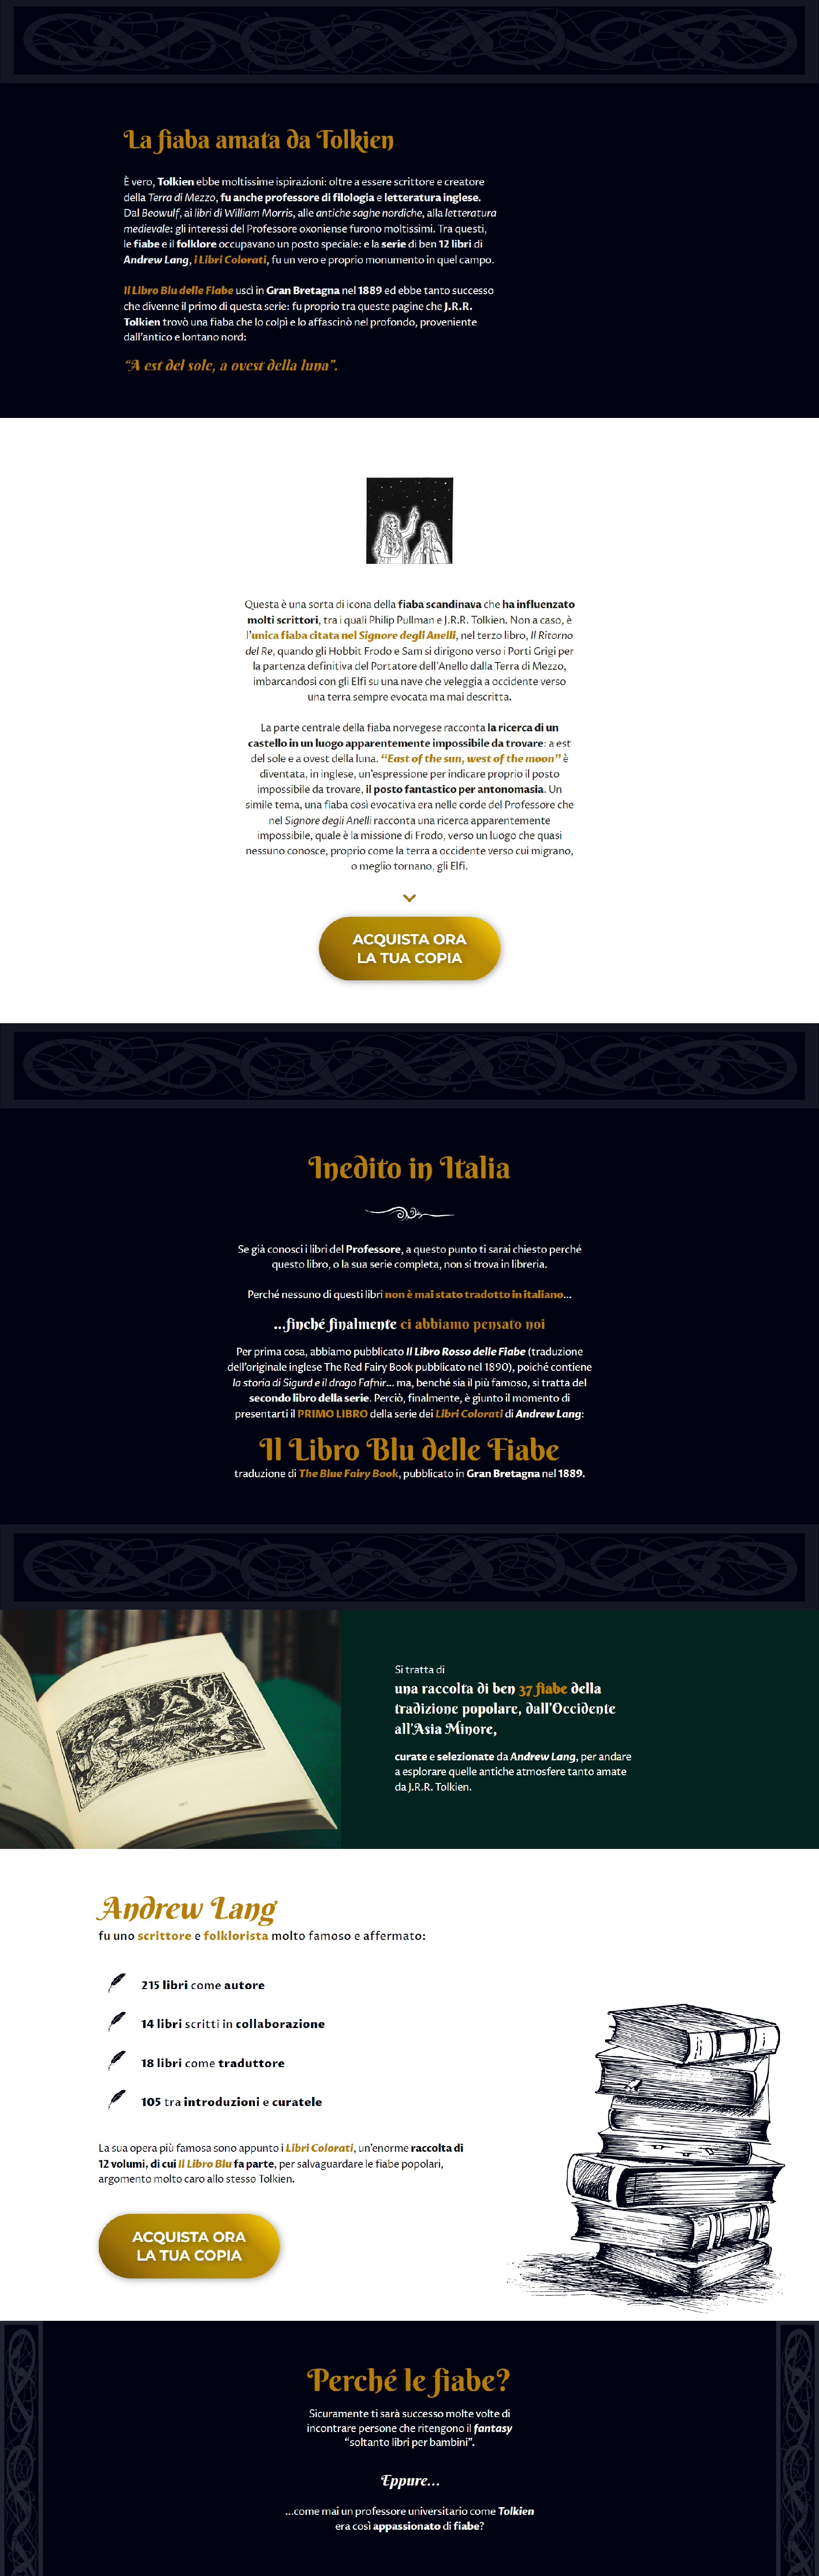 La fiaba amata da Tolkien
È vero, Tolkien ebbe moltissime ispirazioni: oltre a essere scrittore e creatore
della Terra di Mezzo, fu anche professore di filologia e letteratura inglese.
Dal Beowulf, ai libri di William Morris, alle antiche saghe nordiche, alla letteratura
medievale: gli interessi del Professore oxoniense furono moltissimi. Tra questi,
le fiabe e il folklore occupavano un posto speciale: e la serie di ben 12 libri di
Andrew Lang, i Libri Colorati, fu un vero e proprio monumento in quel campo.
Il Libro Blu delle Fiabe uscì in Gran Bretagna nel 1889 ed ebbe tanto successo
che divenne il primo di questa serie: fu proprio tra queste pagine che J.R.R.
Tolkien trovò una fiaba che lo colpì e lo affascinò nel profondo, proveniente
dall'antico e lontano nord:
“A est del sole, a ovest della luna”.
Questa è una sorta di icona della fiaba scandinava che ha influenzato
molti scrittori, tra i quali Philip Pullman e J.R.R. Tolkien. Non a caso, è
l'unica fiaba citata nel Signore degli Anelli, nel terzo libro, Il Ritorno
del Re, quando gli Hobbit Frodo e Sam si dirigono verso i Porti Grigi per
la partenza definitiva del Portatore dell'Anello dalla Terra di Mezzo,
imbarcandosi con gli Elfi su una nave che veleggia a occidente verso
una terra sempre evocata ma mai descritta.
La parte centrale della fiaba norvegese racconta la ricerca di un
castello in un luogo apparentemente impossibile da trovare: a est
del sole e a ovest della luna. “East of the sun, west of the moon” è
diventata, in inglese, un'espressione per indicare proprio il posto
impossibile da trovare, il posto fantastico per antonomasia. Un
simile tema, una fiaba così evocativa era nelle corde del Professore che
nel Signore degli Anelli racconta una ricerca apparentemente
impossibile, quale è la missione di Frodo, verso un luogo che quasi
nessuno conosce, proprio come la terra a occidente verso cui migrano,
o meglio tornano, gli Elfi.
ACQUISTA ORA
LA TUA COPIA
Inedito in Italia
Se già conosci i libri del Professore, a questo punto ti sarai chiesto perché
questo libro, o la sua serie completa, non si trova in libreria.
Perché nessuno di questi libri non è mai stato tradotto in italiano...
...finché finalmente ci abbiamo pensato noi
Per prima cosa, abbiamo pubblicato Il Libro Rosso delle Fiabe (traduzione
dell'originale inglese The Red Fairy Book pubblicato nel 1890), poiché contiene
la storia di Sigurd e il drago Fafnir... ma, benché sia il più famoso, si tratta del
secondo libro della serie. Perciò, finalmente, è giunto il momento di
presentarti il PRIMO LIBRO della serie dei Libri Colorati di Andrew Lang:
Il Libro Blu delle Fiabe
traduzione di The Blue Fairy Book, pubblicato in Gran Bretagna nel 1889.
Si tratta di
una raccolta di ben 37 fiabe della
tradizione popolare, dall'Occidente
all'Asia Minore,
curate e selezionate da Andrew Lang, per andare
a esplorare quelle antiche atmosfere tanto amate
da J.R.R. Tolkien.
Andrew Lang
fu uno scrittore e folklorista molto famoso e affermato:
215 libri come autore
14 libri scritti in collaborazione
18 libri come traduttore
105 tra introduzioni e curatele
La sua opera più famosa sono appunto i Libri Colorati, un'enorme raccolta di
12 volumi, di cui Il Libro Blu fa parte, per salvaguardare le fiabe popolari,
argomento molto caro allo stesso Tolkien.
ACQUISTA ORA
LA TUA COPIA
Perché le fiabe?
Sicuramente ti sarà successo molte volte di
incontrare persone che ritengono il fantasy
“soltanto libri per bambini”.
Eppure...
...come mai un professore universitario come Tolkien
era così appassionato di fiabe?